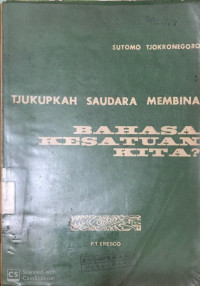 SUTOMO TJOKRONEGORO
TJUKUPKAH SAUDARA MEMBINA
BAHASA
KESATUAN
KITA?
P.T. ERESCO
CS
Scanned with
CamScanner